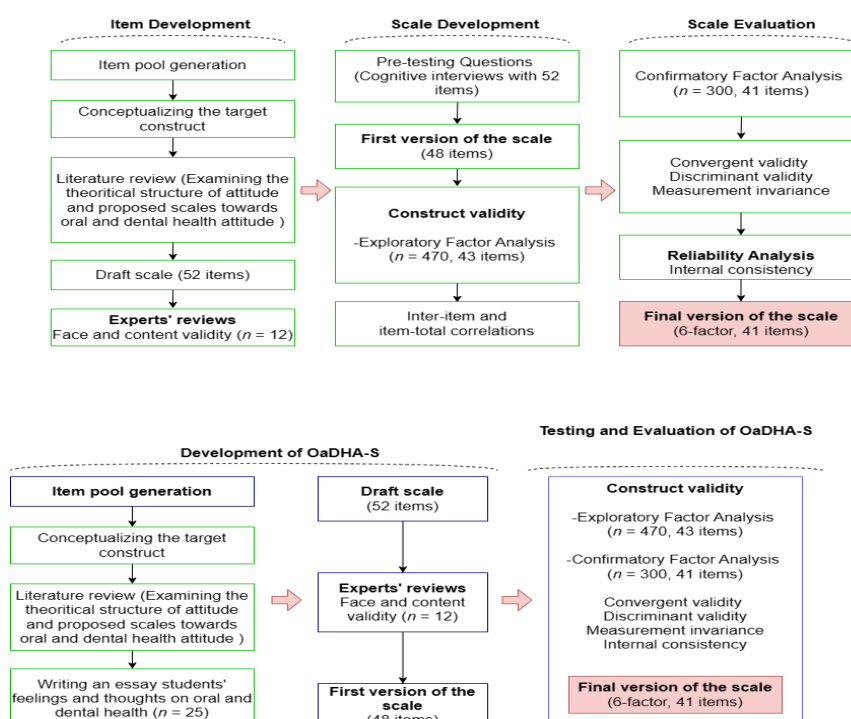 Item Development
Item pool generation
Conceptualizing the target
construct
Literature review (Examining the
theoritical structure of attitude
and proposed scales towards
oral and dental health attitude )
Draft scale (52 items)
Experts' reviews
Face and content validity (n = 12)
Scale Development
Pre-testing Questions
(Cognitive interviews with 52
items)
First version of the scale
(48 items)
Construct validity
-Exploratory Factor Analysis
(n = 470, 43 items)
Inter-item and
item-total correlations
Scale Evaluation
Confirmatory Factor Analysis
(n = 300, 41 items)
Convergent validity
Discriminant validity
Measurement invariance
Reliability Analysis
Internal consistency
Final version of the scale
(6-factor, 41 items)
Development of OaDHA-S
Item pool generation
Conceptualizing the target
construct
Literature review (Examining the
theoritical structure of attitude
and proposed scales towards
oral and dental health attitude )
Writing an essay students'
feelings and thoughts on oral and
dental health (n = 25)
Draft scale
(52 items)
Experts' reviews
Face and content
validity (n = 12)
First version of the
scale
(48 items)
Testing and Evaluation of OaDHA-S
Construct validity
-Exploratory Factor Analysis
(n = 470, 43 items)
-Confirmatory Factor Analysis
(n = 300, 41 items)
Convergent validity
Discriminant validity
Measurement invariance
Internal consistency
Final version of the scale
(6-factor, 41 items)